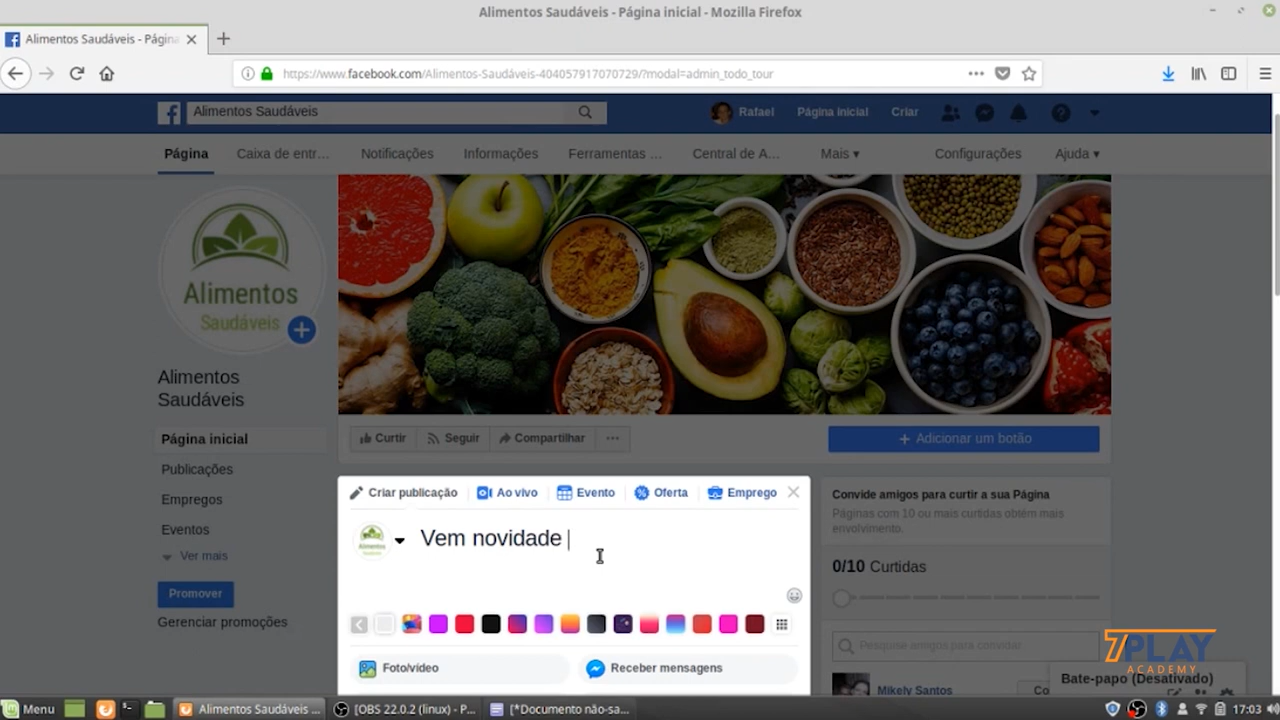 Alimentos Saudáveis - Página inicial - Mozilla Firefox
Alimentos Saudáveis - Página
https://www.facebook.com/Alimentos-Saudáveis-404057917070729/?modal=admin_todo_tour
Alimentos Saudáveis
Rafael
Página inicial
Criar
Página
Caixa de entr...
Notificações
Informações
Ferramentas ...
Central de A...
Mais
Configurações
Ajuda
Alimentos
Saudáveis
Alimentos
Saudáveis
Curtir
Seguir
Compartilhar
Adicionar um botão
Página inicial
Publicações
Empregos
Eventos
Ver mais
Promover
Gerenciar promoções
Criar publicação
Ao vivo
Evento
Oferta
Emprego
Alimentos
Vem novidade
Foto/vídeo
Receber mensagens
Convide amigos para curtir a sua Página
Páginas com 10 ou mais curtidas obtêm mais
envolvimento.
0/10 Curtidas
Pesquise amigos para convidar
Mikely Santos
Co
Bate-papo (Desativado)
7PLAY
ACADEMY
Menu
Alimentos Saudáveis ...
[OBS 22.0.2 (linux) - P...
[*Documento não-sa...
17:03